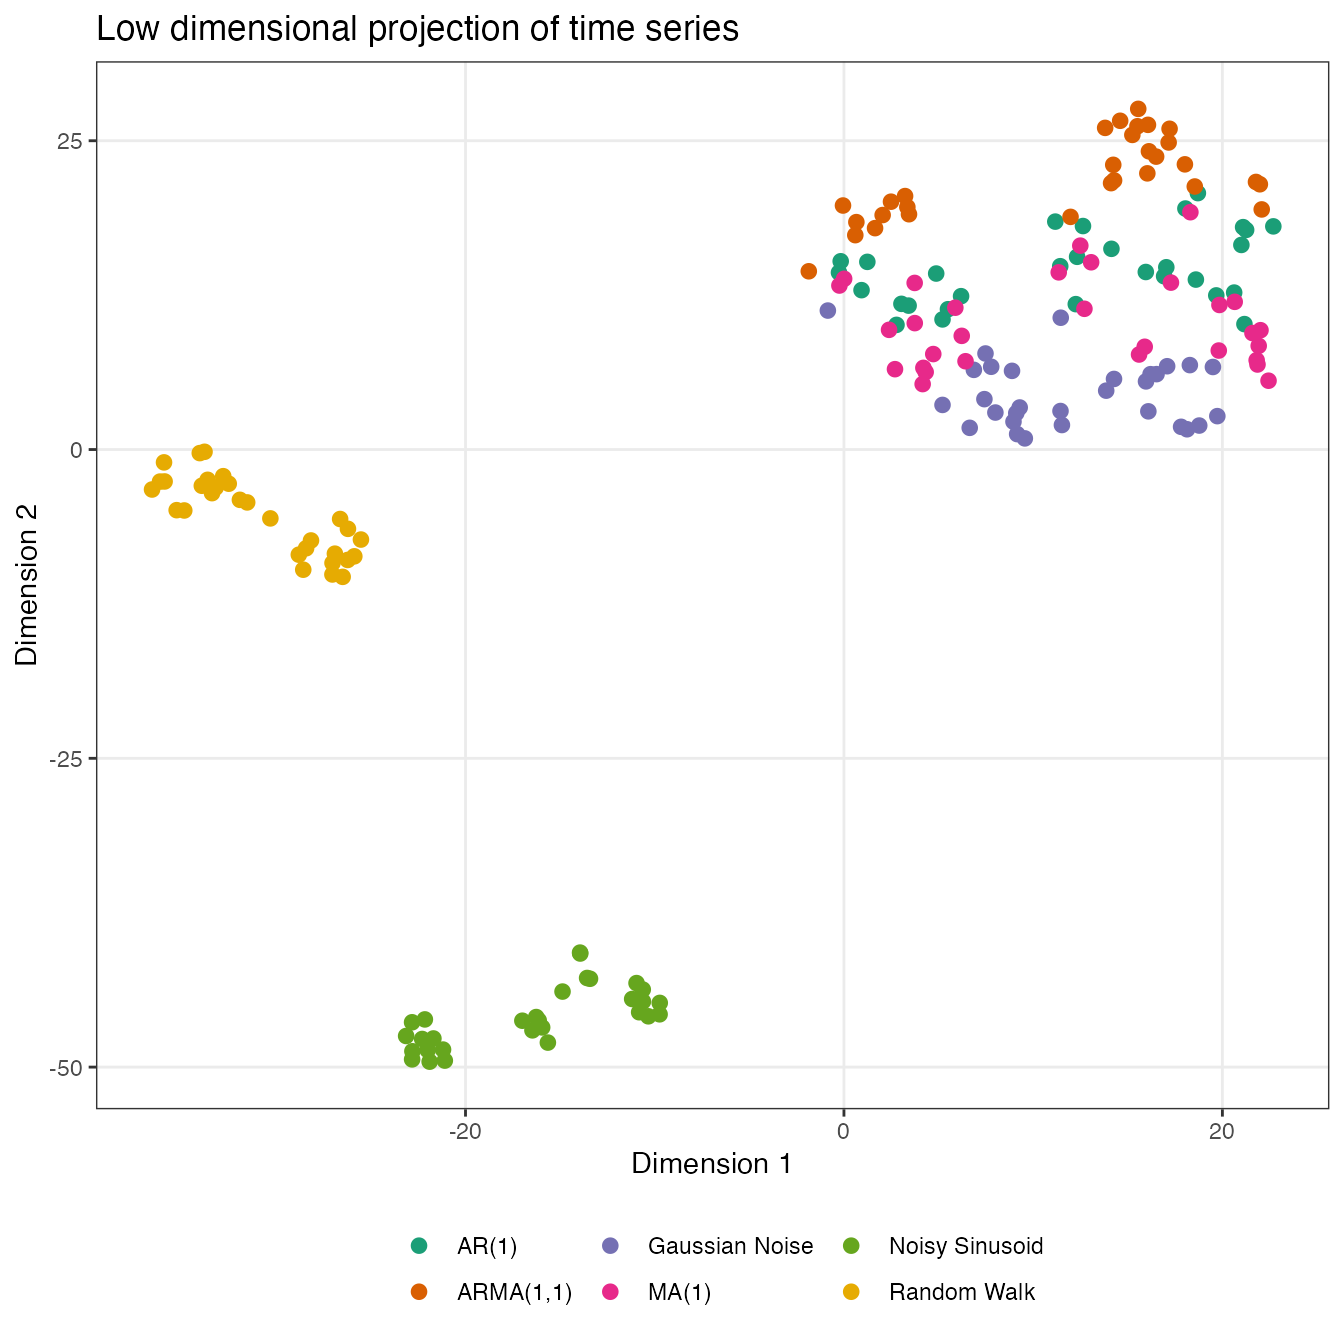 Low dimensional projection of time series
Dimension 2
25
0
-25
-50
-20
0
20
Dimension 1
AR(1)
Gaussian Noise
Noisy Sinusoid
ARMA(1,1)
MA(1)
Random Walk